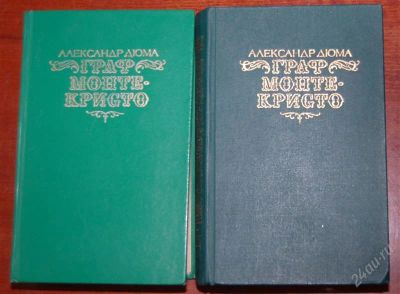 АЛЕКСАНДР ДЮМА
ГРАФ
МОНТЕ-
КРИСТО
АЛЕКСАНДР ДЮМА
ГРАФ
МОНТЕ-
КРИСТО
24au.ru